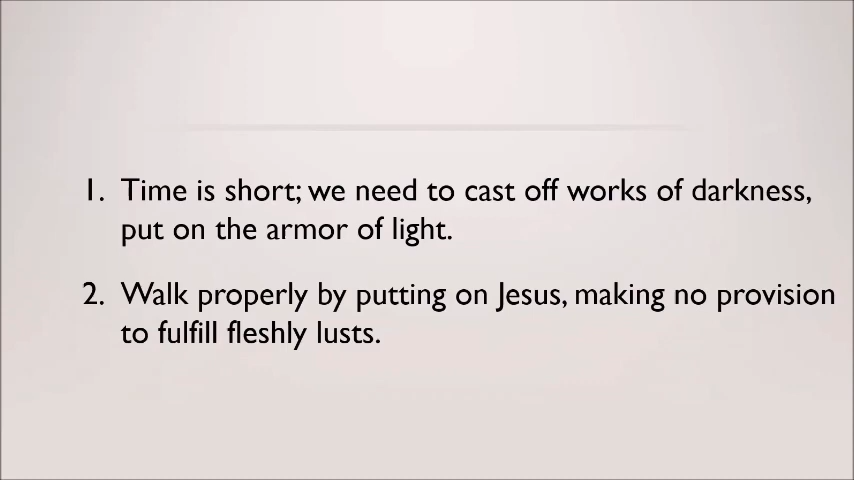 1. Time is short; we need to cast off works of darkness,
put on the armor of light.
2. Walk properly by putting on Jesus, making no provision
to fulfill fleshly lusts.